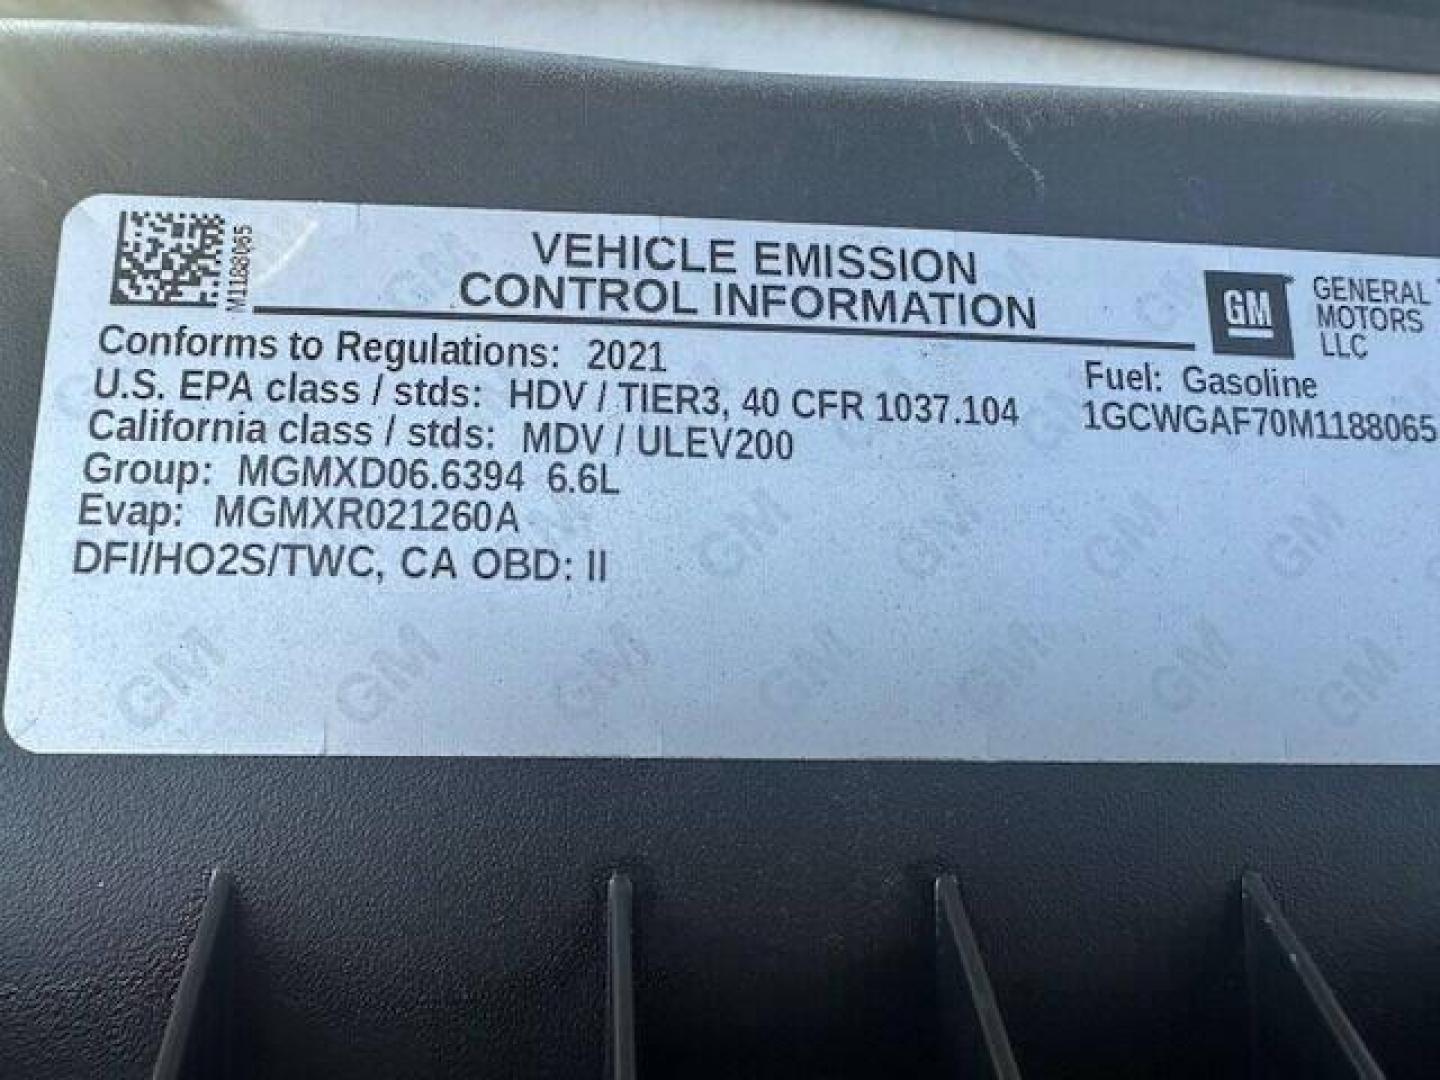 M1188065
VEHICLE EMISSION
CONTROL INFORMATION
GM
GENERAL
MOTORS
LLC
Conforms to Regulations: 2021
U.S. EPA class / stds: HDV / TIER3, 40 CFR 1037.104
California class / stds: MDV / ULEV200
Group: MGMXD06.6394 6.6L
Evap: MGMXR021260A
DFI/HO2S/TWC, CA OBD: II
Fuel: Gasoline
1GCWGAF70M1188065